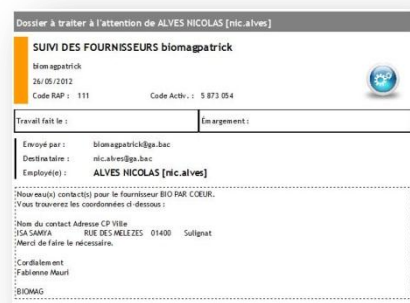 Dossier à traiter à l'attention de ALVES NICOLAS [nic.alves]
SUIVI DES FOURNISSEURS biomagpatrick
biomagpatrick
26/05/2012
Code RAP : 111 Code Activ. : 5 873 054
Travail fait le : Émargement :
Envoyé par : biomagpatrick@ga.bac
Destinataire : nic.alves@ga.bac
Employé(e) : ALVES NICOLAS [nic.alves]
Nouveau(x) contact(s) pour le fournisseur BIO PAR COEUR.
Vous trouverez les coordonnées ci-dessous :
Nom du contact Adresse CP Ville
ISA SAMYA RUE DES MELEZES 01400 Sulignat
Merci de faire le nécessaire.
Cordialement
Fabienne Mauri
BIOMAG